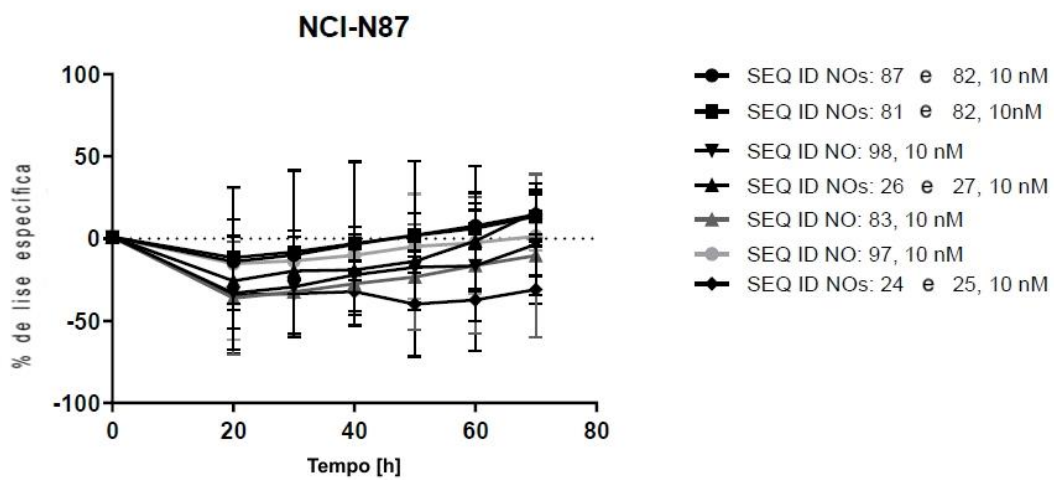 NCI-N87
100
50
0
-50
-100
% de lise específica
0 20 40 60 80
Tempo [h]
SEQ ID NOs: 87 e 82, 10 nM
SEQ ID NOs: 81 e 82, 10nM
SEQ ID NO: 98, 10 nM
SEQ ID NOs: 26 e 27, 10 nM
SEQ ID NO: 83, 10 nM
SEQ ID NO: 97, 10 nM
SEQ ID NOs: 24 e 25, 10 nM